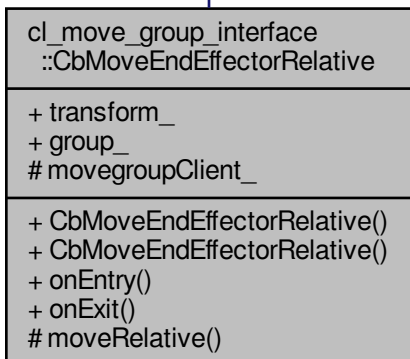 cl_move_group_interface
::CbMoveEndEffectorRelative
+ transform_
+ group_
# movegroupClient_
+ CbMoveEndEffectorRelative()
+ CbMoveEndEffectorRelative()
+ onEntry()
+ onExit()
# moveRelative()